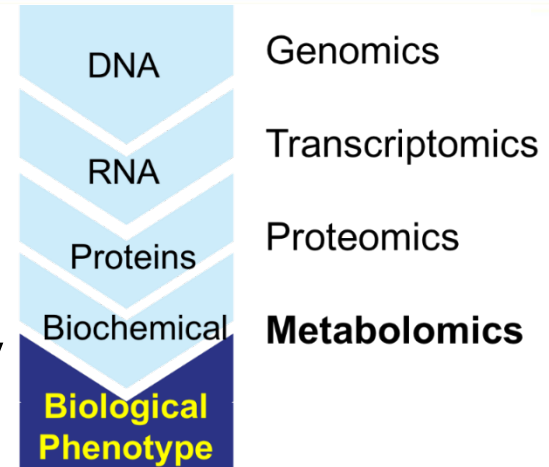 DNA
Genomics
RNA
Transcriptomics
Proteins
Proteomics
Biochemical
Metabolomics
Biological
Phenotype